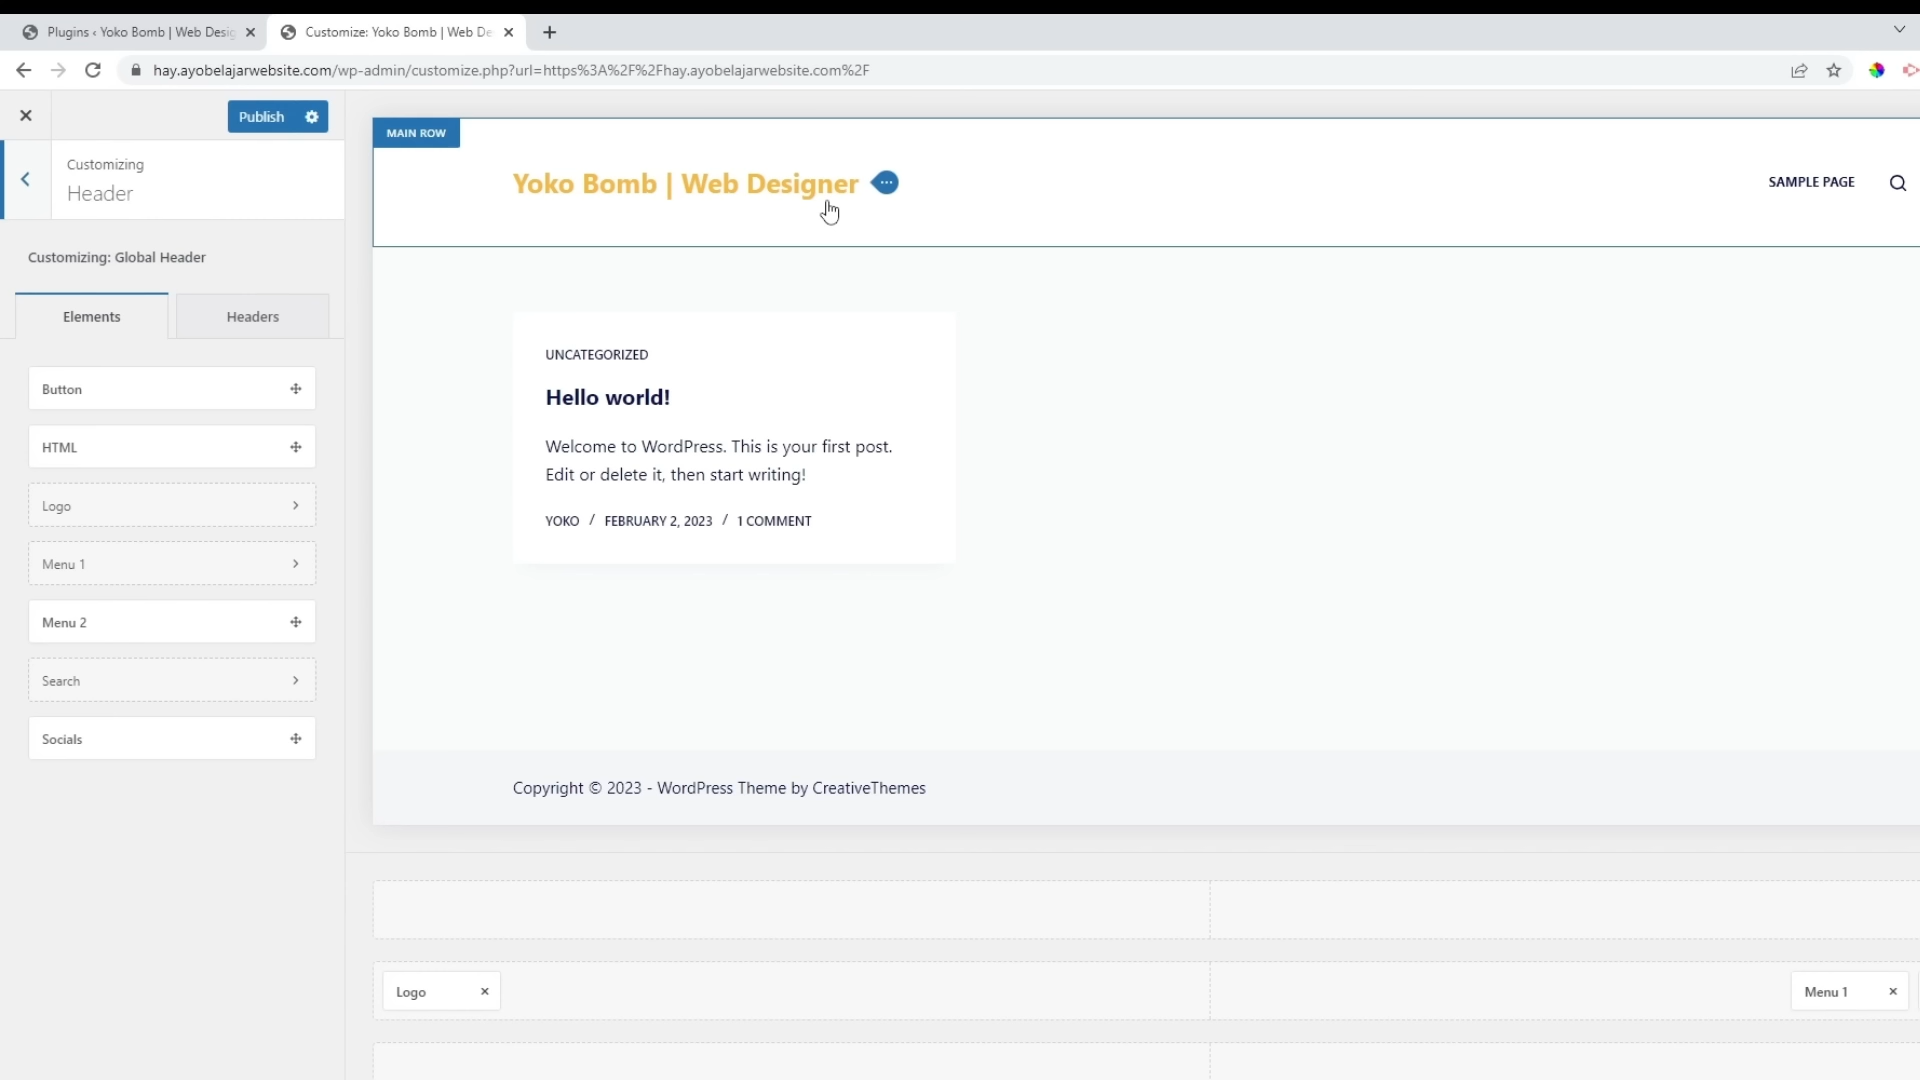 Plugins ‹ Yoko Bomb | Web Desig
Customize: Yoko Bomb | Web De
hay.ayobelajarwebsite.com/wp-admin/customize.php?url=https%3A%2F%2Fhay.ayobelajarwebsite.com%2F
Publish
Customizing
Header
Customizing: Global Header
Elements
Headers
Button
HTML
Logo
Menu 1
Menu 2
Search
Socials
MAIN ROW
Yoko Bomb | Web Designer
SAMPLE PAGE
UNCATEGORIZED
Hello world!
Welcome to WordPress. This is your first post.
Edit or delete it, then start writing!
YOKO / FEBRUARY 2, 2023 / 1 COMMENT
Copyright © 2023 - WordPress Theme by CreativeThemes
Logo
Menu 1